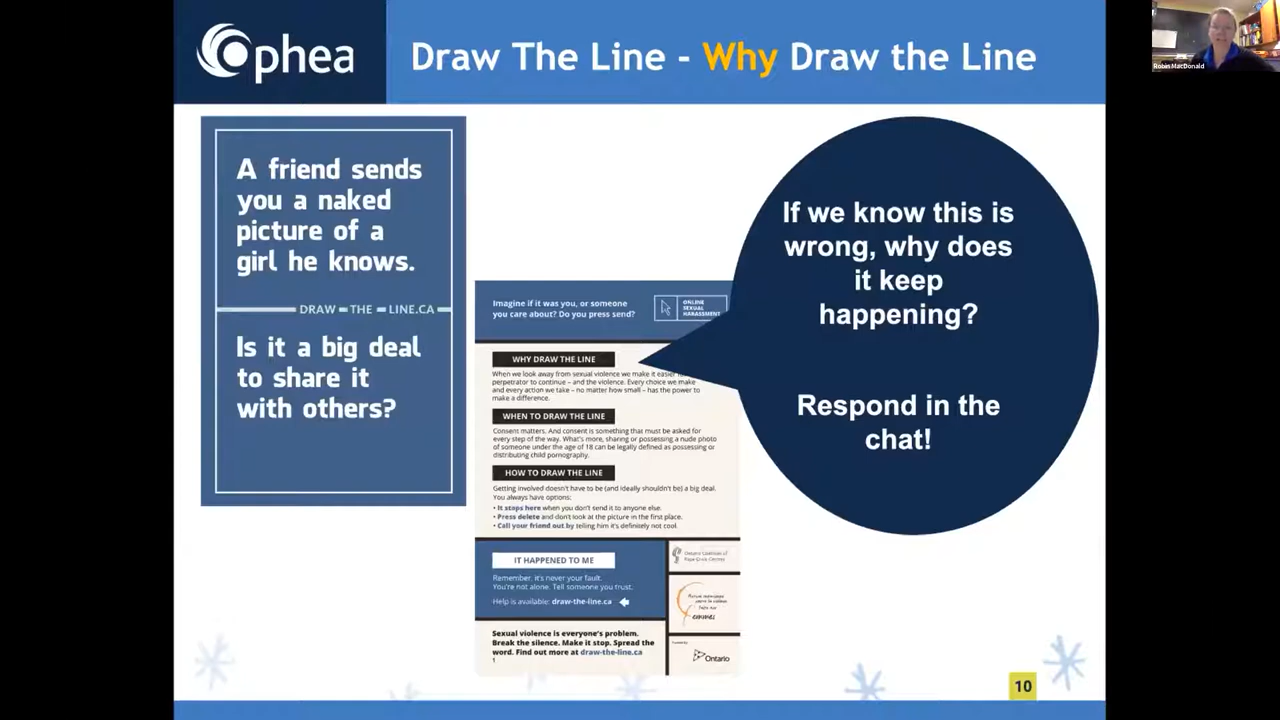 Ophea
Draw The Line - Why Draw the Line
Robin MacDonald
A friend sends
you a naked
picture of a
girl he knows.
DRAW THE LINE.CA
Is it a big deal
to share it
with others?
Imagine if it was you, or someone
you care about? Do you press send?
ONLINE
SEXUAL
HARASSMENT
WHY DRAW THE LINE
When we look away from sexual violence we make it easier
perpetrator to continue – and the violence. Every choice we make
and every action we take – no matter how small – has the power to
make a difference.
WHEN TO DRAW THE LINE
Consent matters. And consent is something that must be asked for
every step of the way. What's more, sharing or possessing a nude photo
of someone under the age of 18 can be legally defined as possessing or
distributing child pornography.
HOW TO DRAW THE LINE
Getting involved doesn't have to be (and ideally shouldn't be) a big deal.
You always have options:
• It stops here when you don't send it to anyone else.
• Press delete and don't look at the picture in the first place.
• Call your friend out by telling him it's definitely not cool.
IT HAPPENED TO ME
Remember, it's never your fault.
You're not alone. Tell someone you trust.
Help is available: draw-the-line.ca
Sexual violence is everyone's problem.
Break the silence. Make it stop. Spread the
word. Find out more at draw-the-line.ca
1
Ontario Coalition of
Rape Crisis Centres
Ontario
If we know this is
wrong, why does
it keep
happening?
Respond in the
chat!
10